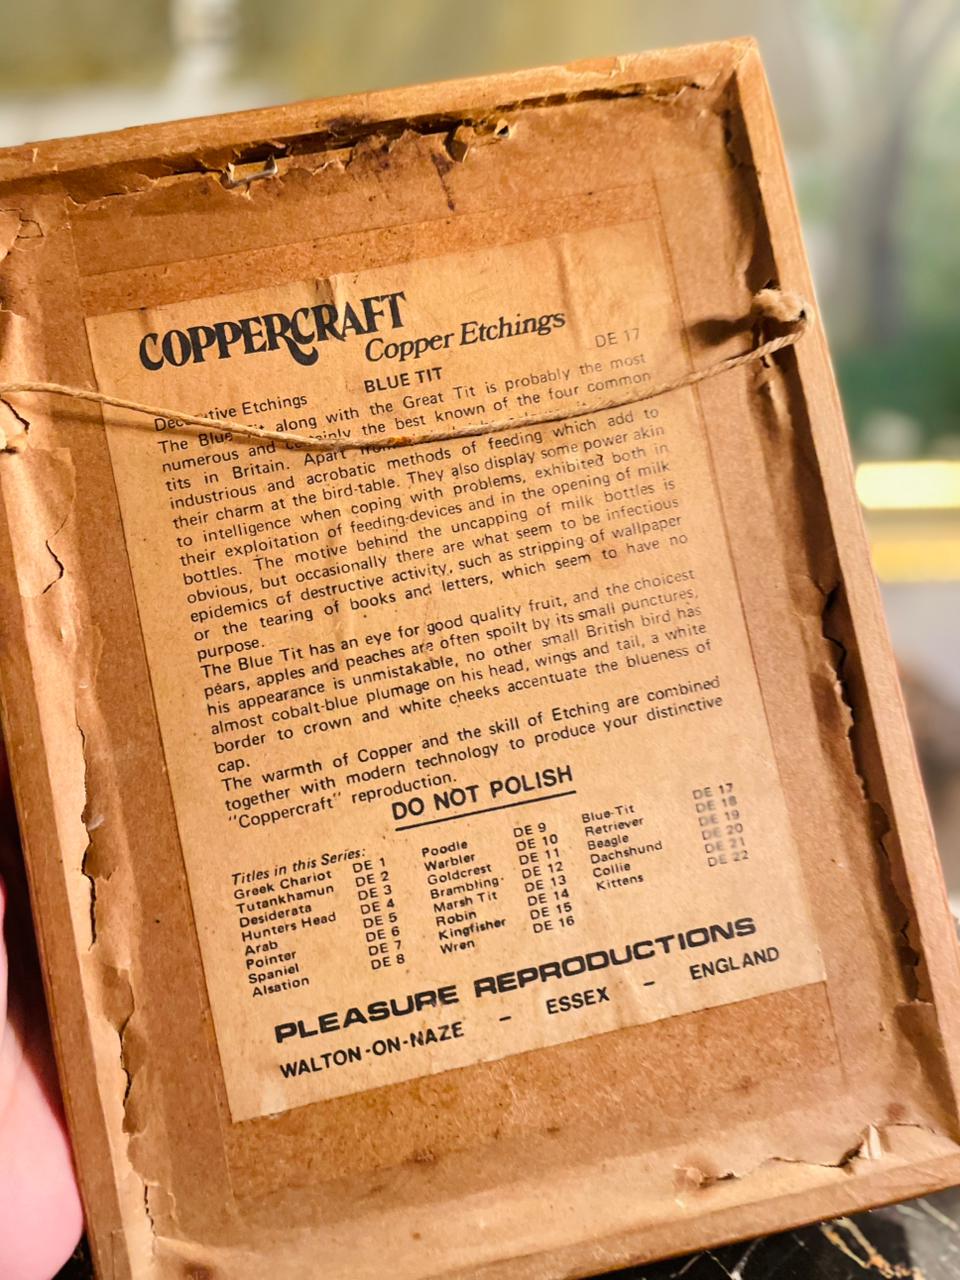 COPPERCRAFT
Copper Etchings
DE 17
BLUE TIT
Etchings
The Blue Tit along with the Great Tit is probably the most
numerous and certainly the best known of the four common
tits in Britain. Apart from
industrious and acrobatic methods of feeding which add to
their charm at the bird-table. They also display some power akin
to intelligence when coping with problems, exhibited both in
their exploitation of feeding-devices and in the opening of milk
bottles. The motive behind the uncapping of milk bottles is
obvious, but occasionally there are what seem to be infectious
epidemics of destructive activity, such as stripping of wallpaper
or the tearing of books and letters, which seem to have no
purpose.
The Blue Tit has an eye for good quality fruit, and the choicest
pears, apples and peaches are often spoilt by its small punctures,
his appearance is unmistakable, no other small British bird has
almost cobalt-blue plumage on his head, wings and tail, a white
border to crown and white cheeks accentuate the blueness of
cap.
The warmth of Copper and the skill of Etching are combined
together with modern technology to produce your distinctive
"Coppercraft" reproduction.
DO NOT POLISH
Titles in this Series:
Greek Chariot DE 1
Tutankhamun DE 2
Desiderata DE 3
Hunters Head DE 4
Arab DE 5
Pointer DE 6
Spaniel DE 7
Alsation DE 8
Poodle DE 9
Warbler DE 10
Goldcrest DE 11
Brambling DE 12
Marsh Tit DE 13
Robin DE 14
Kingfisher DE 15
Wren DE 16
Blue-Tit DE 17
Retriever DE 18
Beagle DE 19
Dachshund DE 20
Collie DE 21
Kittens DE 22
PLEASURE REPRODUCTIONS
WALTON-ON-NAZE – ESSEX – ENGLAND